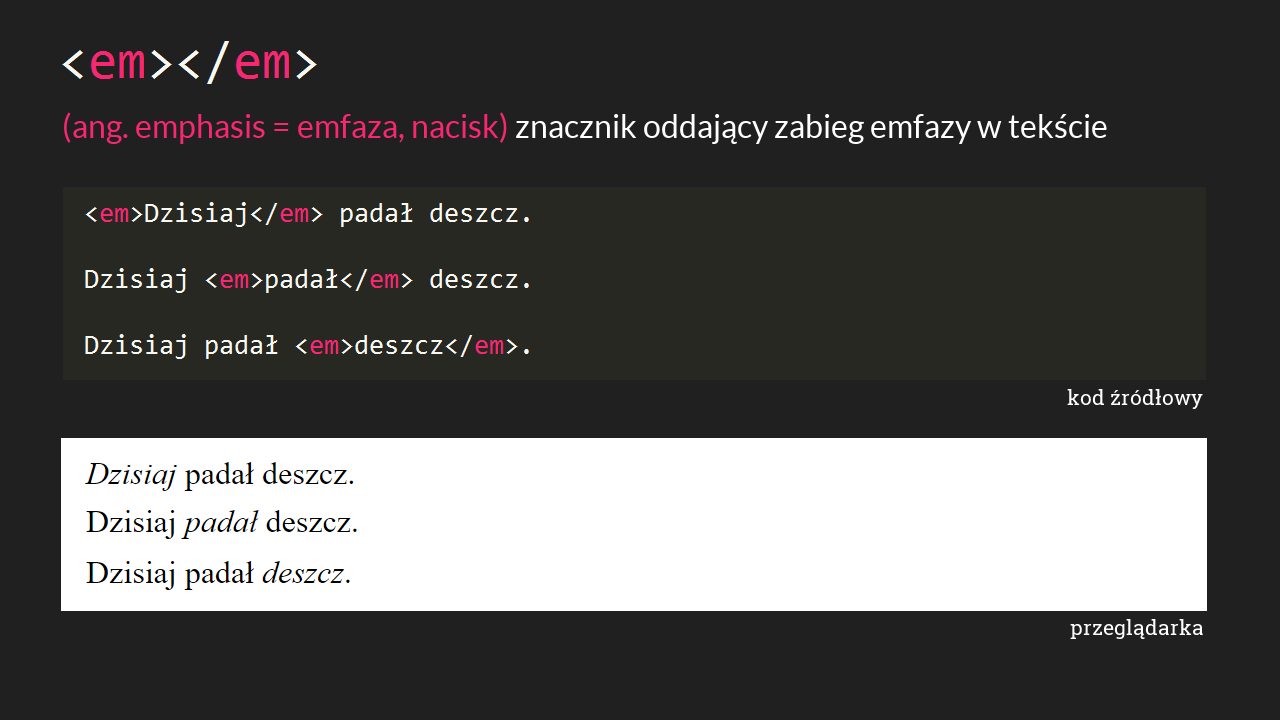 <em></em>
(ang. emphasis = emfaza, nacisk) znacznik oddający zabieg emfazy w tekście
<em>Dzisiaj</em> padał deszcz.
Dzisiaj <em>padał</em> deszcz.
Dzisiaj padał <em>deszcz</em>.
kod źródłowy
Dzisiaj padał deszcz.
Dzisiaj padał deszcz.
Dzisiaj padał deszcz.
przeglądarka